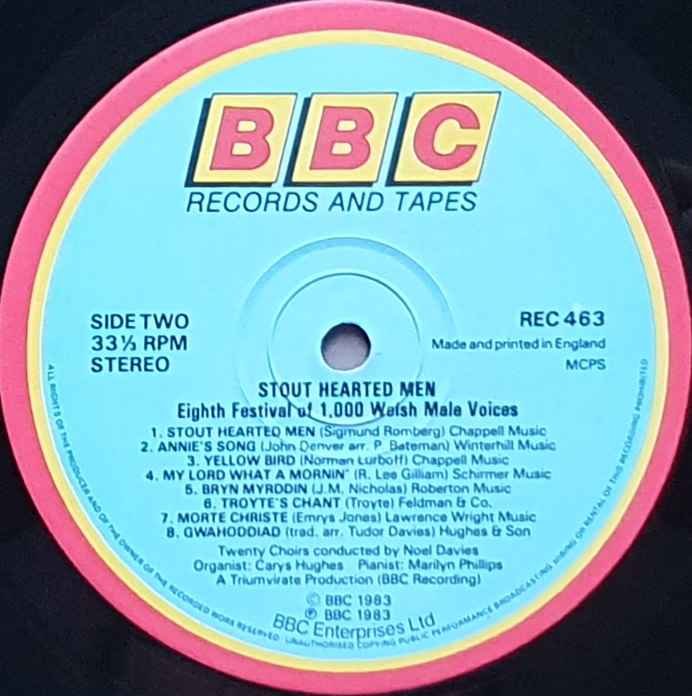 BBC
RECORDS AND TAPES
SIDE TWO
33⅓ RPM
STEREO
REC 463
Made and printed in England
MCPS
STOUT HEARTED MEN
Eighth Festival of 1,000 Welsh Male Voices
1. STOUT HEARTED MEN (Sigmund Romberg) Chappell Music
2. ANNIE'S SONG (John Denver arr. P. Bateman) Winterhill Music
3. YELLOW BIRD (Norman Lurboff) Chappell Music
4. MY LORD WHAT A MORNIN' (R. Lee Gilliam) Schirmer Music
5. BRYN MYRDDIN (J.M. Nicholas) Roberton Music
6. TROYTE'S CHANT (Troyte) Feldman & Co.
7. MORTE CHRISTE (Emrys Jones) Lawrence Wright Music
8. GWAHODDIAD (trad. arr. Tudor Davies) Hughes & Son
Twenty Choirs conducted by Noel Davies
Organist: Carys Hughes Pianist: Marilyn Phillips
A Triumvirate Production (BBC Recording)
© BBC 1983
℗ BBC 1983
BBC Enterprises Ltd
ALL RIGHTS OF THE PRODUCER AND OF THE OWNER OF THE RECORDED WORK RESERVED. UNAUTHORISED COPYING PUBLIC PERFORMANCE BROADCASTING HIRING OR RENTAL OF THIS RECORDING PROHIBITED